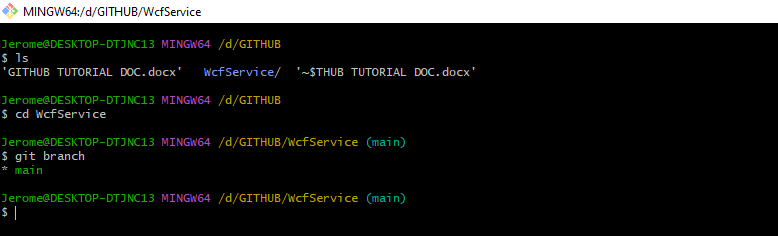 MINGW64:/d/GITHUB/WcfService
Jerome@DESKTOP-DTJNC13 MINGW64 /d/GITHUB
$ ls
'GITHUB TUTORIAL DOC.docx'   WcfService/  '~$THUB TUTORIAL DOC.docx'
Jerome@DESKTOP-DTJNC13 MINGW64 /d/GITHUB
$ cd WcfService
Jerome@DESKTOP-DTJNC13 MINGW64 /d/GITHUB/WcfService (main)
$ git branch
* main
Jerome@DESKTOP-DTJNC13 MINGW64 /d/GITHUB/WcfService (main)
$